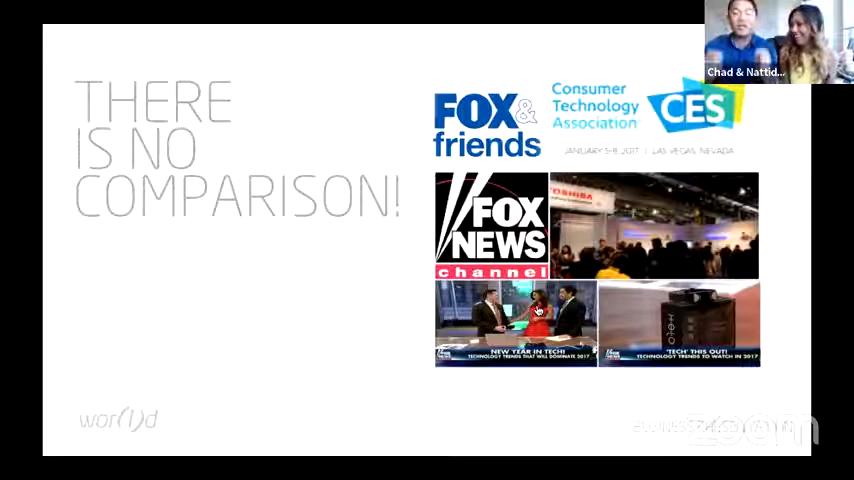 Chad & Nattid...
THERE
IS NO
COMPARISON!
FOX&
friends
Consumer
Technology
Association
CES
JANUARY 5-8, 2017 | LAS VEGAS, NEVADA
FOX
NEWS
channel
TOSHIBA
NEW YEAR IN TECH!
TECHNOLOGY TRENDS THAT WILL DOMINATE 2017
'TECH' THIS OUT!
TECHNOLOGY TRENDS TO WATCH IN 2017
wor(l)d
BUSINESS PRESENTATION
zoom